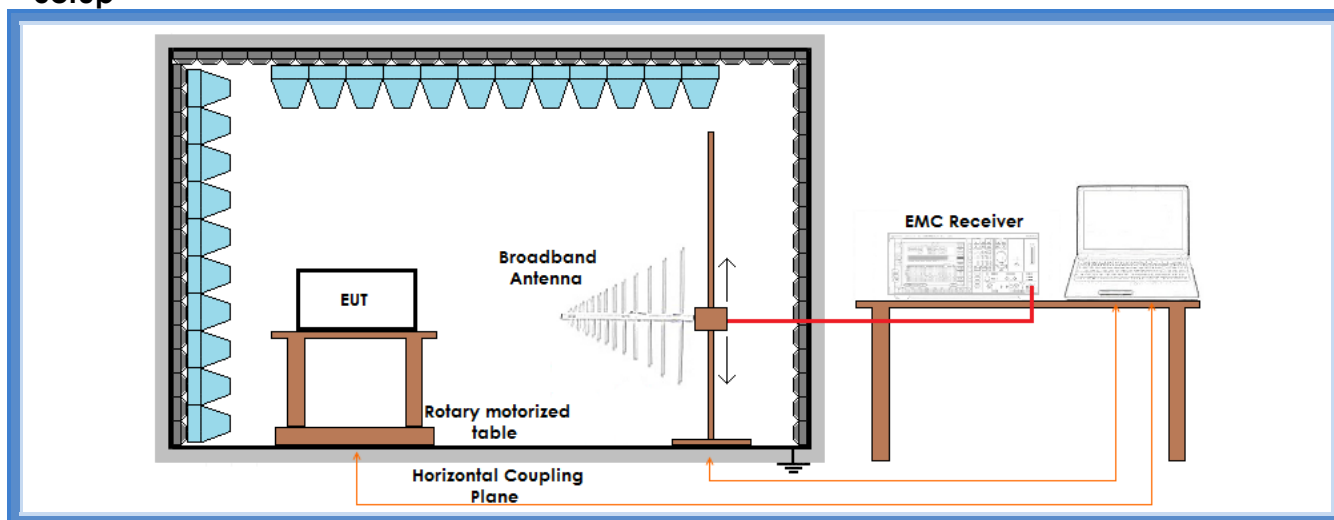 EMC Receiver
Broadband
Antenna
EUT
Rotary motorized
table
Horizontal Coupling
Plane